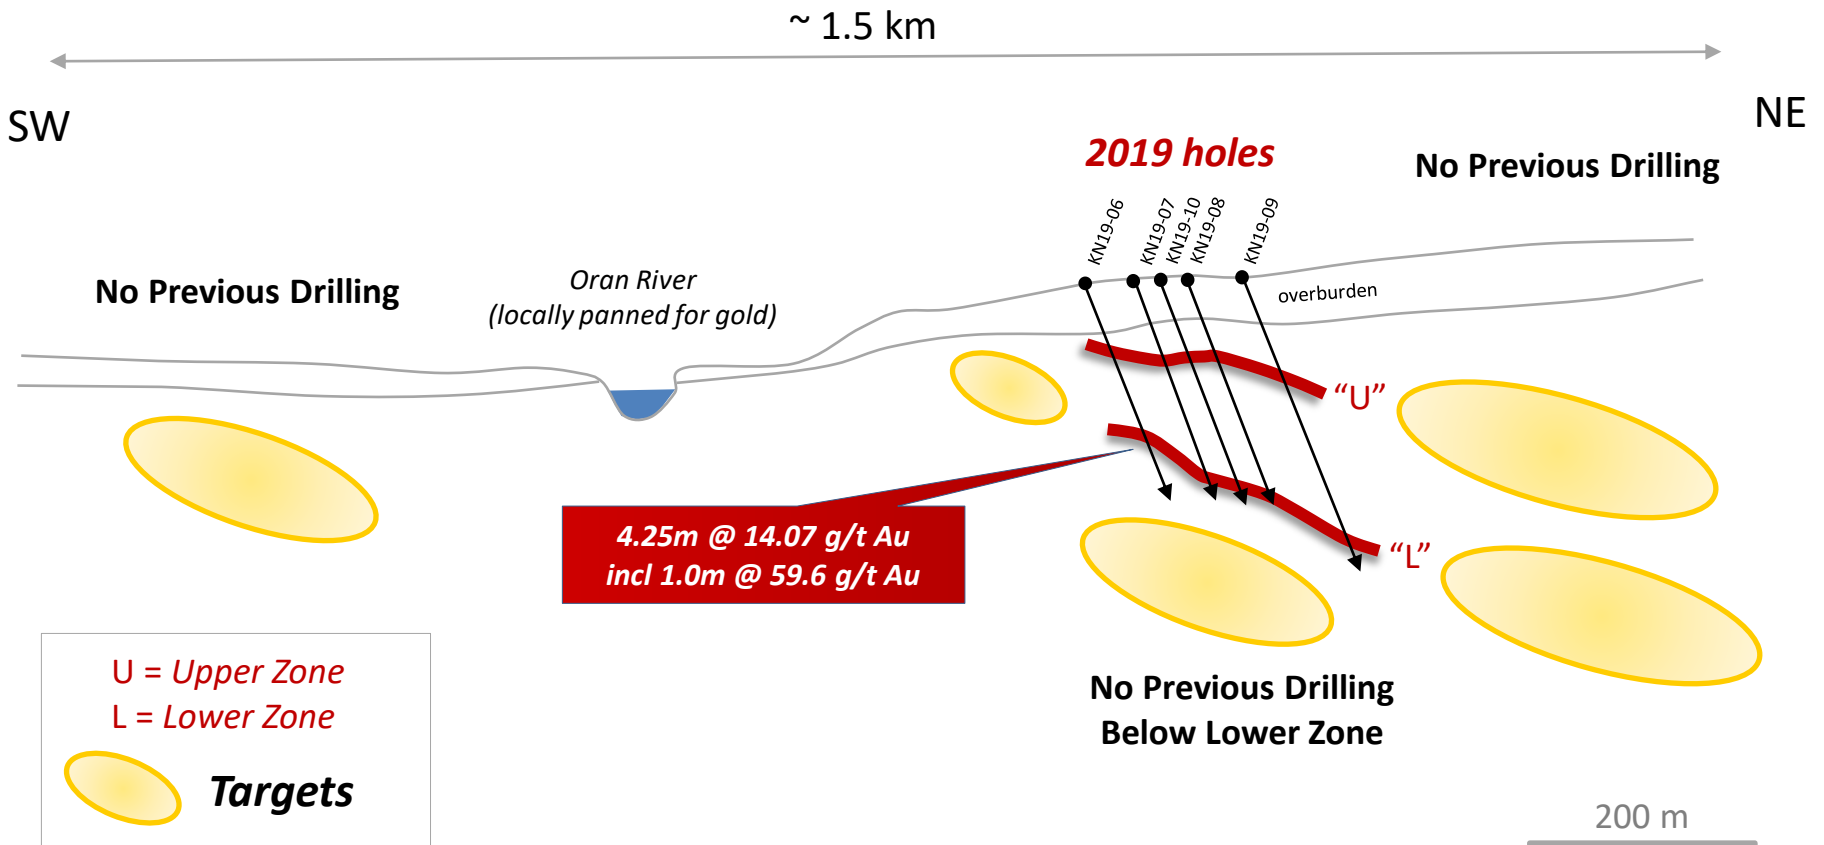 ~ 1.5 km
SW
NE
2019 holes
No Previous Drilling
KN19-06
KN19-07
KN19-10
KN19-08
KN19-09
No Previous Drilling
Oran River
(locally panned for gold)
overburden
“U”
4.25m @ 14.07 g/t Au
incl 1.0m @ 59.6 g/t Au
“L”
U = Upper Zone
L = Lower Zone
Targets
No Previous Drilling
Below Lower Zone
200 m